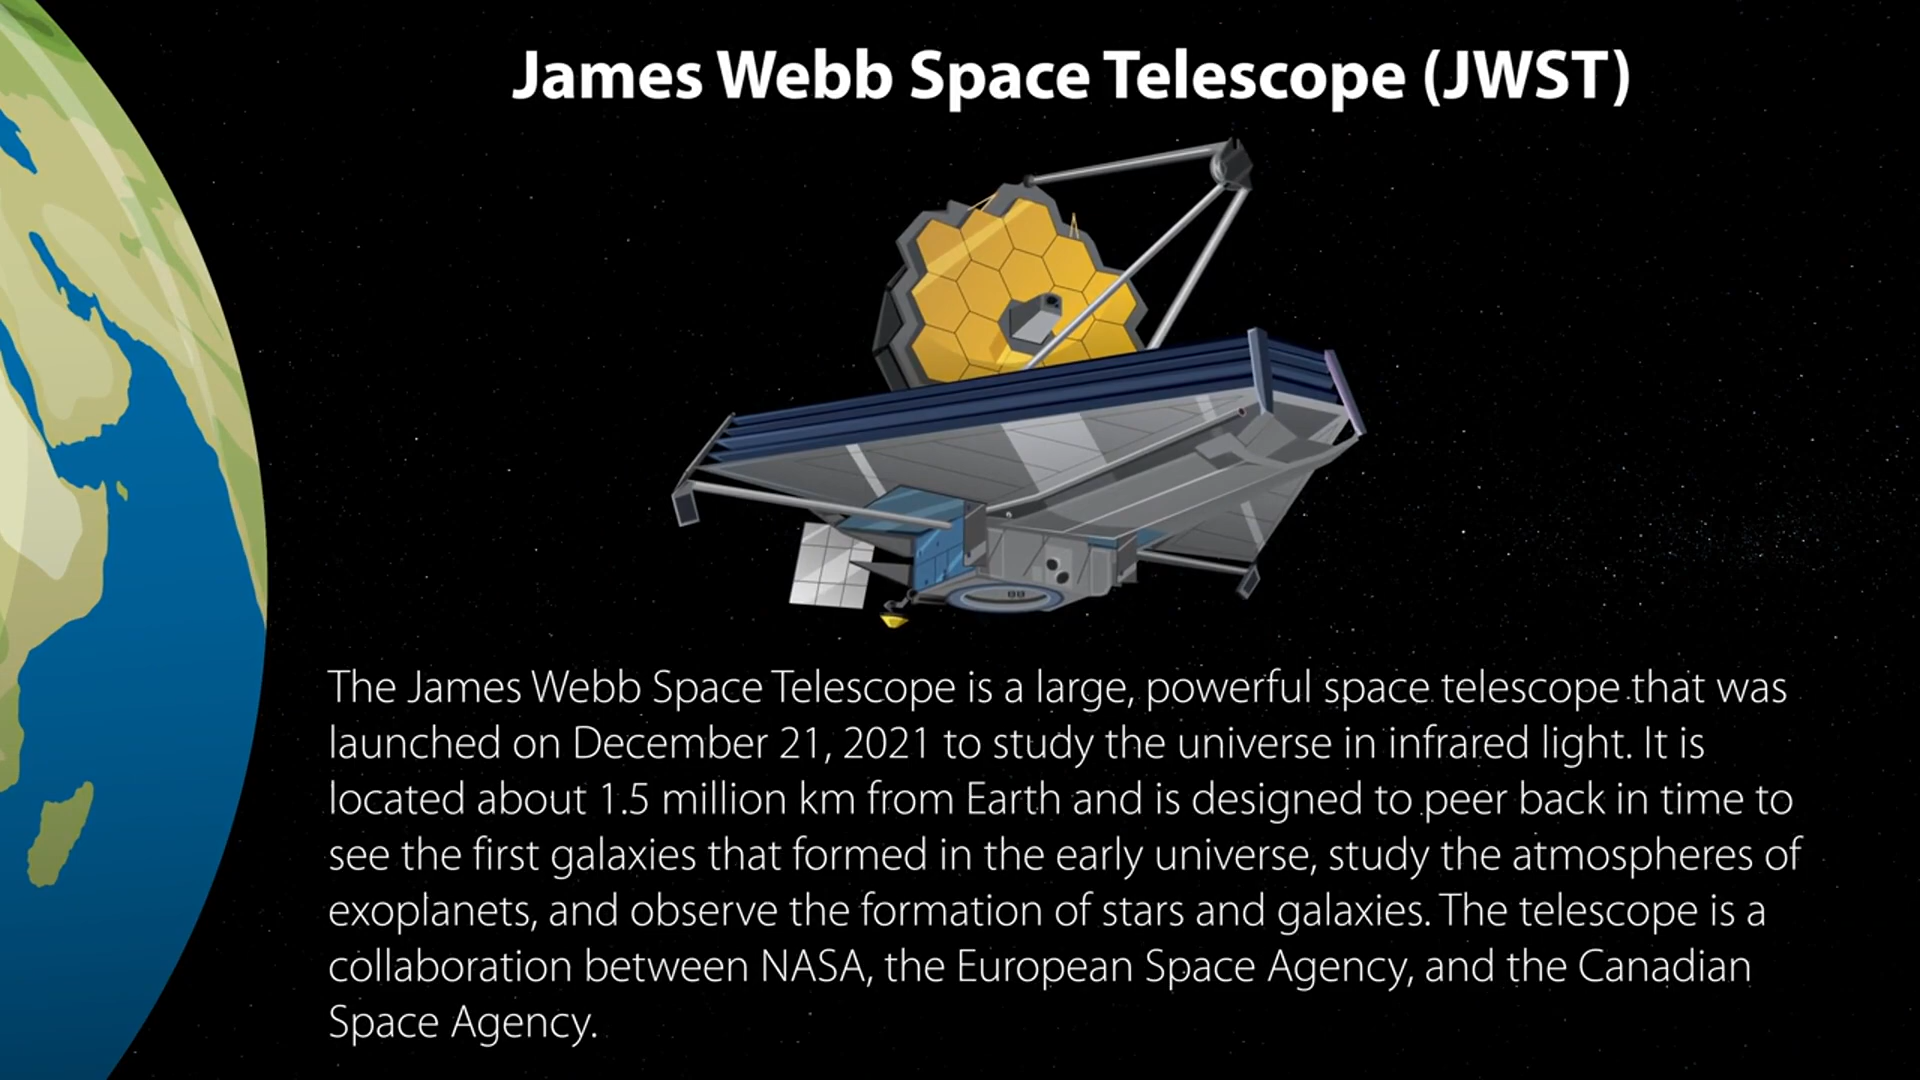 James Webb Space Telescope (JWST)
The James Webb Space Telescope is a large, powerful space telescope that was
launched on December 21, 2021 to study the universe in infrared light. It is
located about 1.5 million km from Earth and is designed to peer back in time to
see the first galaxies that formed in the early universe, study the atmospheres of
exoplanets, and observe the formation of stars and galaxies. The telescope is a
collaboration between NASA, the European Space Agency, and the Canadian
Space Agency.